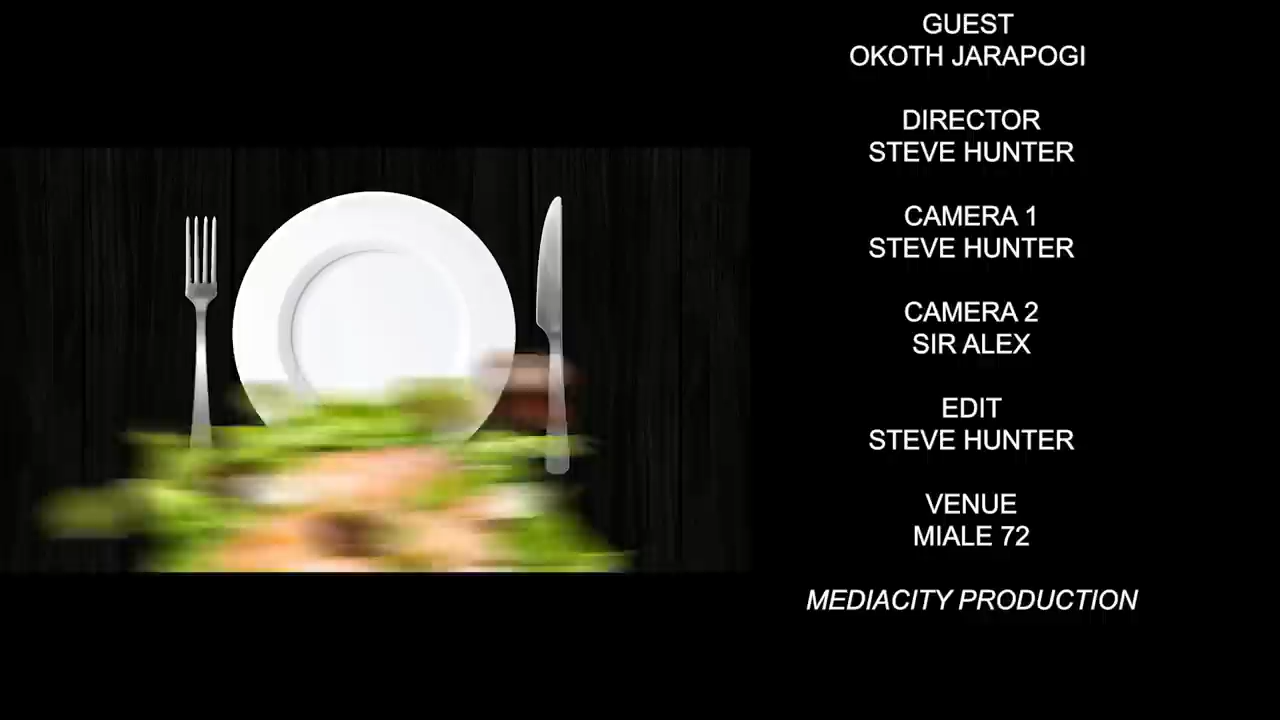 GUEST
OKOTH JARAPOGI
DIRECTOR
STEVE HUNTER
CAMERA 1
STEVE HUNTER
CAMERA 2
SIR ALEX
EDIT
STEVE HUNTER
VENUE
MIALE 72
MEDIACITY PRODUCTION